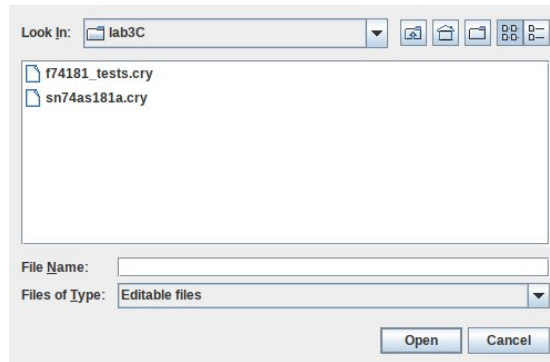 Look In: lab3C
f74181_tests.cry
sn74as181a.cry
File Name:
Files of Type: Editable files
Open Cancel